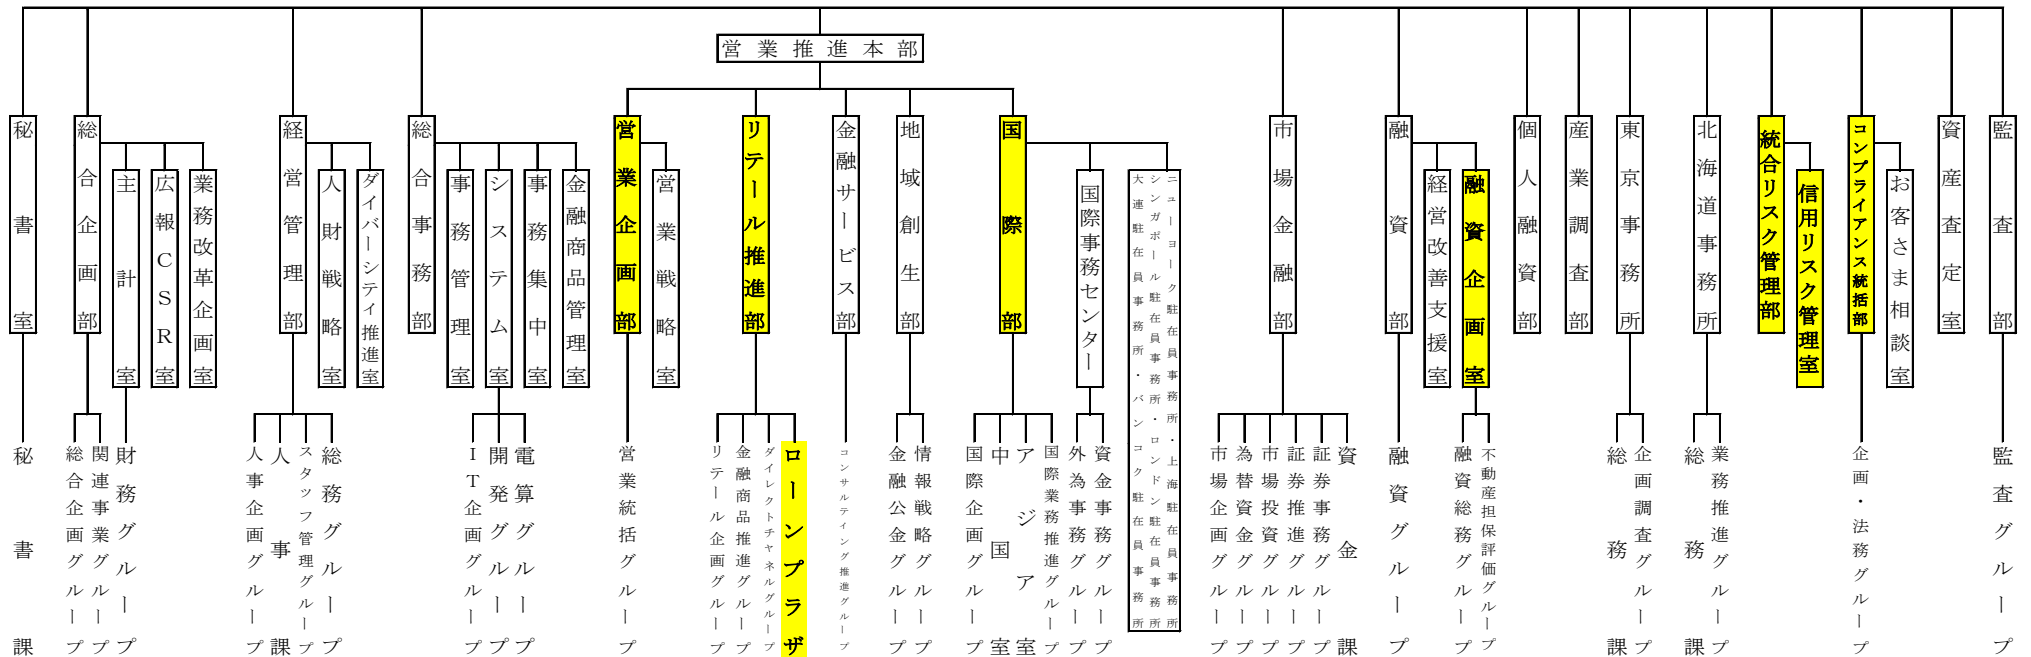 営業推進本部
秘書室
総合企画部
主計室
広報CSR室
業務改革企画室
経営管理部
人財戦略室
ダイバーシティ推進室
総合事務部
事務管理室
システム室
事務集中室
金融商品管理室
営業企画部
営業戦略室
リテール推進部
金融サービス部
地域創生部
国際部
国際事務センター
ニューヨーク駐在員事務所・上海駐在員事務所
シンガポール駐在員事務所・ロンドン駐在員事務所
大連駐在員事務所・バンコク駐在員事務所
市場金融部
融資部
経営改善支援室
融資企画室
個人融資部
産業調査部
東京事務所
北海道事務所
統合リスク管理部
信用リスク管理室
コンプライアンス統括部
お客さま相談室
資産査定室
監査部
秘書課
総合企画グループ
関連事業グループ
財務グループ
人事企画グループ
人事課
スタッフ管理グループ
総務グループ
IT企画グループ
開発グループ
電算グループ
営業統括グループ
リテール企画グループ
金融商品推進グループ
ダイレクトチャネルグループ
ローンプラザ
コンサルティング推進グループ
金融公金グループ
情報戦略グループ
国際企画グループ
中国室
アジア室
国際業務推進グループ
外為事務グループ
資金事務グループ
市場企画グループ
為替資金グループ
市場投資グループ
証券推進グループ
証券事務グループ
資金課
融資グループ
融資総務グループ
不動産担保評価グループ
総務課
企画調査グループ
総務課
業務推進グループ
企画・法務グループ
監査グループ